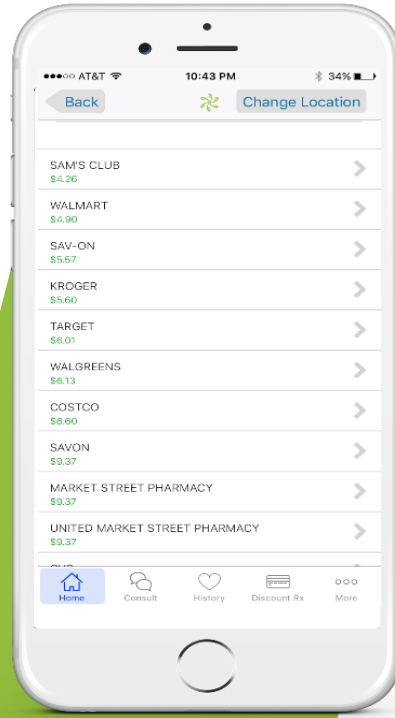 AT&T 10:43 PM 34%
Back Change Location
SAM'S CLUB
$4.26
WALMART
$4.90
SAV-ON
$5.57
KROGER
$5.60
TARGET
$6.01
WALGREENS
$6.13
COSTCO
$6.60
SAVON
$9.37
MARKET STREET PHARMACY
$9.37
UNITED MARKET STREET PHARMACY
$9.37
Home Consult History Discount Rx More